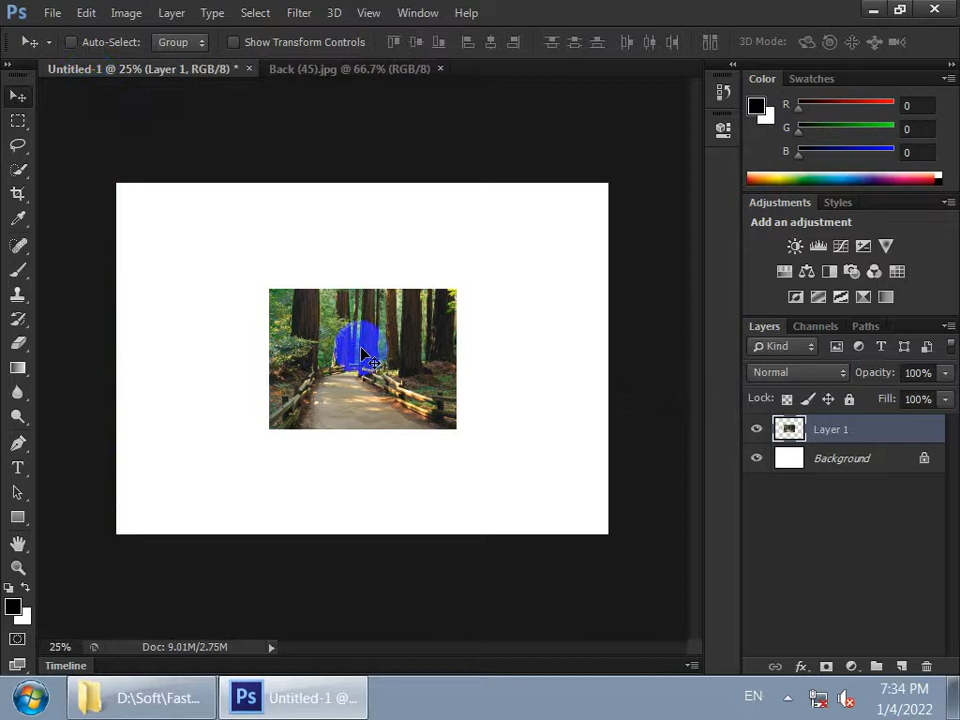 Ps File Edit Image Layer Type Select Filter 3D View Window Help
Auto-Select: Group Show Transform Controls 3D Mode:
Untitled-1 @ 25% (Layer 1, RGB/8) * × Back (45).jpg @ 66.7% (RGB/8) ×
Color Swatches
R 0
G 0
B 0
Adjustments Styles
Add an adjustment
Layers Channels Paths
Kind
Normal Opacity: 100%
Lock: Fill: 100%
Layer 1
Background
25% Doc: 9.01M/2.75M
Timeline
D:\Soft\Fast... Ps Untitled-1 @... EN 7:34 PM
1/4/2022